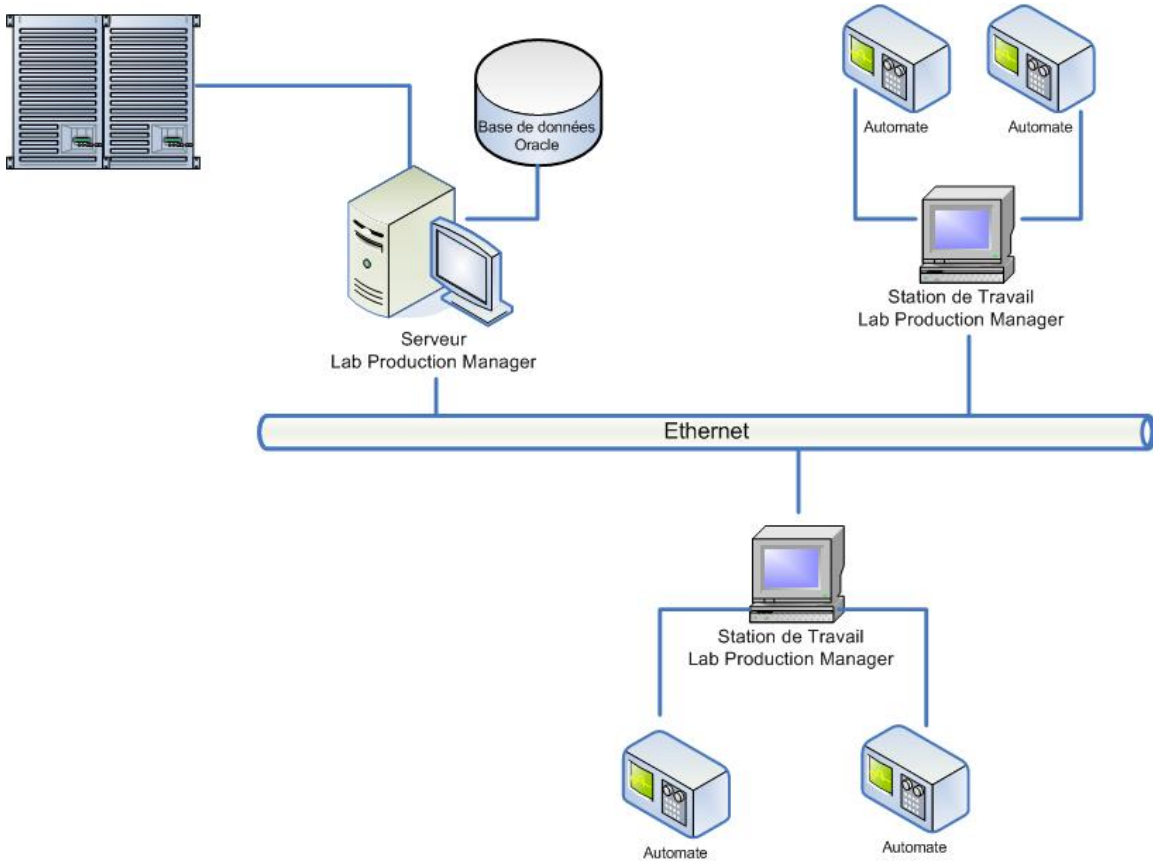 Base de données
Oracle
Automate
Automate
Station de Travail
Lab Production Manager
Serveur
Lab Production Manager
Ethernet
Station de Travail
Lab Production Manager
Automate
Automate